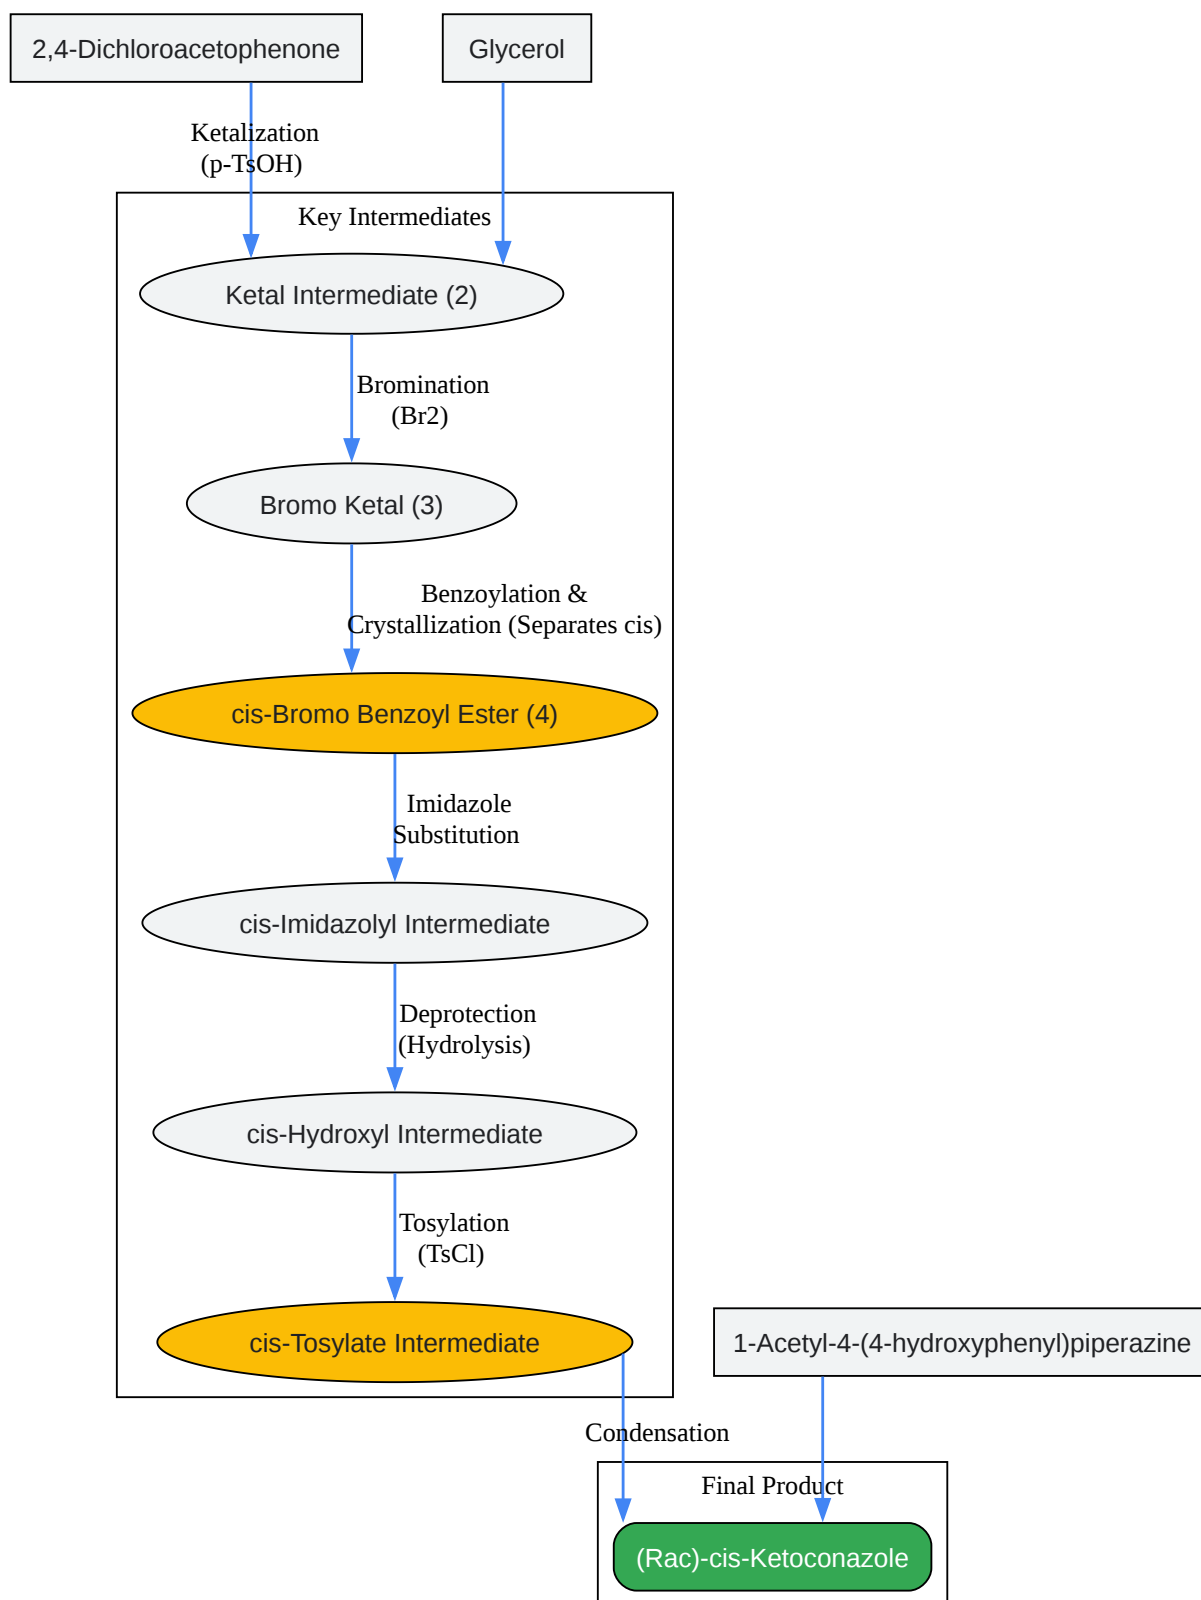 2,4-Dichloroacetophenone
Glycerol
Ketalization
(p-TsOH)
Key Intermediates
Ketal Intermediate (2)
Bromination
(Br2)
Bromo Ketal (3)
Benzoylation &
Crystallization (Separates cis)
cis-Bromo Benzoyl Ester (4)
Imidazole
Substitution
cis-Imidazolyl Intermediate
Deprotection
(Hydrolysis)
cis-Hydroxyl Intermediate
Tosylation
(TsCl)
cis-Tosylate Intermediate
1-Acetyl-4-(4-hydroxyphenyl)piperazine
Condensation
Final Product
(Rac)-cis-Ketoconazole